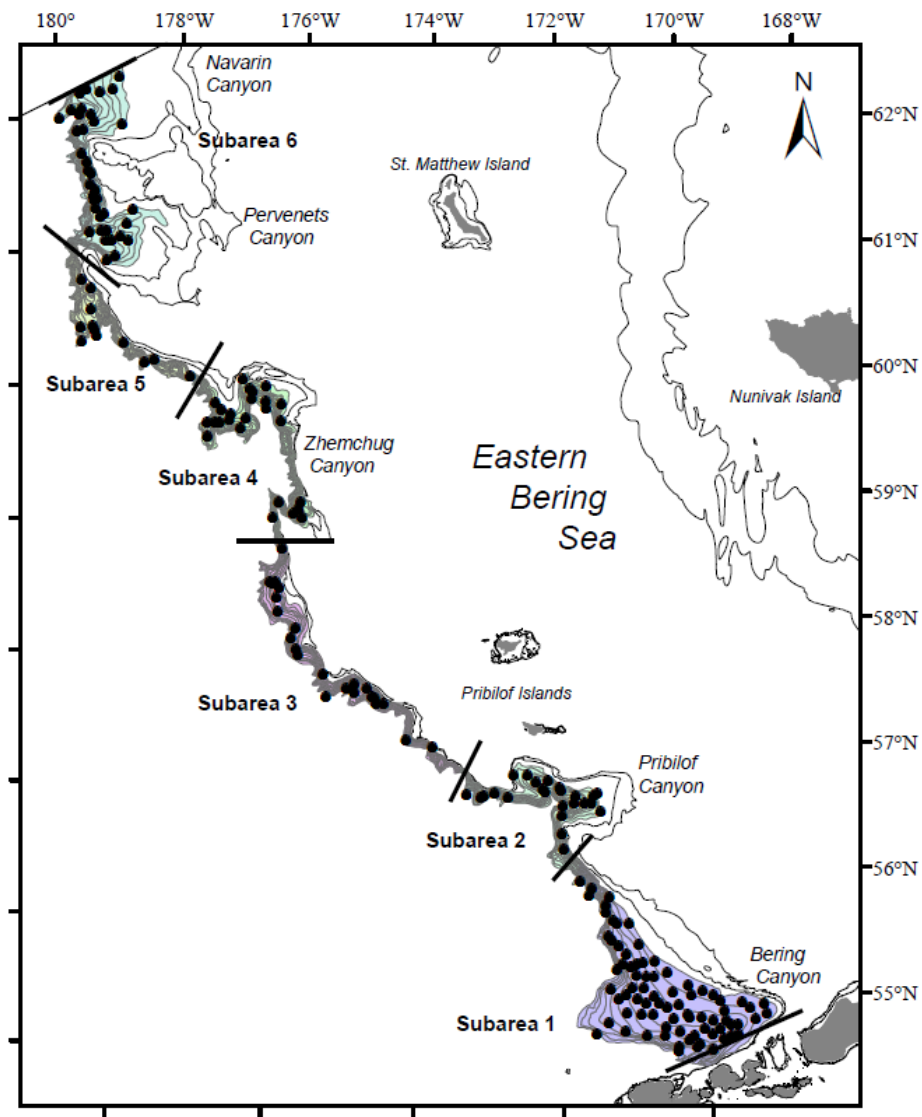 180° 178°W 176°W 174°W 172°W 170°W 168°W
Navarin
Canyon
N
62°N
Subarea 6
St. Matthew Island
Pervenets
Canyon
61°N
60°N
Subarea 5
Nunivak Island
Zhemchug
Canyon
Eastern
Bering
Sea
Subarea 4
59°N
58°N
Pribilof Islands
Subarea 3
57°N
Pribilof
Canyon
Subarea 2
56°N
Bering
Canyon
55°N
Subarea 1